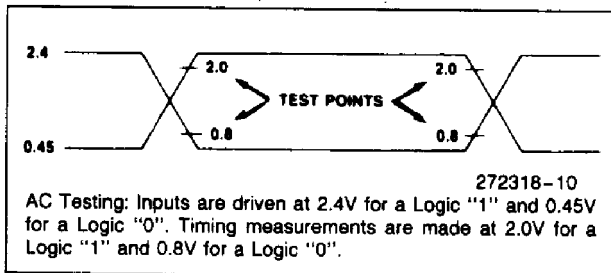 2.4
2.0
2.0
TEST POINTS
0.8
0.8
0.45
272318-10
AC Testing: Inputs are driven at 2.4V for a Logic "1" and 0.45V
for a Logic "0". Timing measurements are made at 2.0V for a
Logic "1" and 0.8V for a Logic "0".